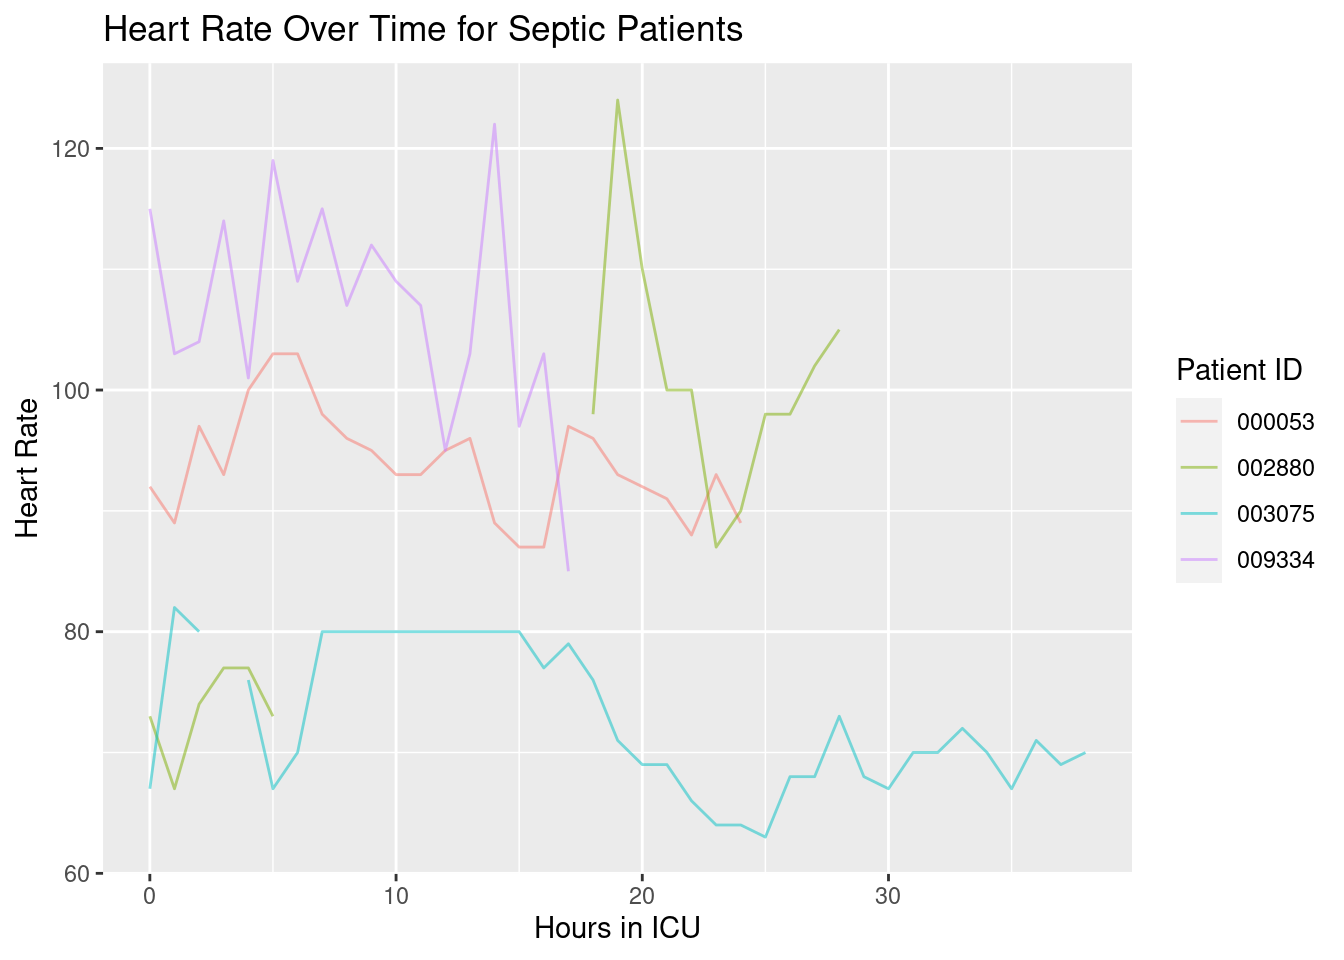 Heart Rate Over Time for Septic Patients
120
100
80
60
Heart Rate
0 10 20 30
Hours in ICU
Patient ID
000053
002880
003075
009334